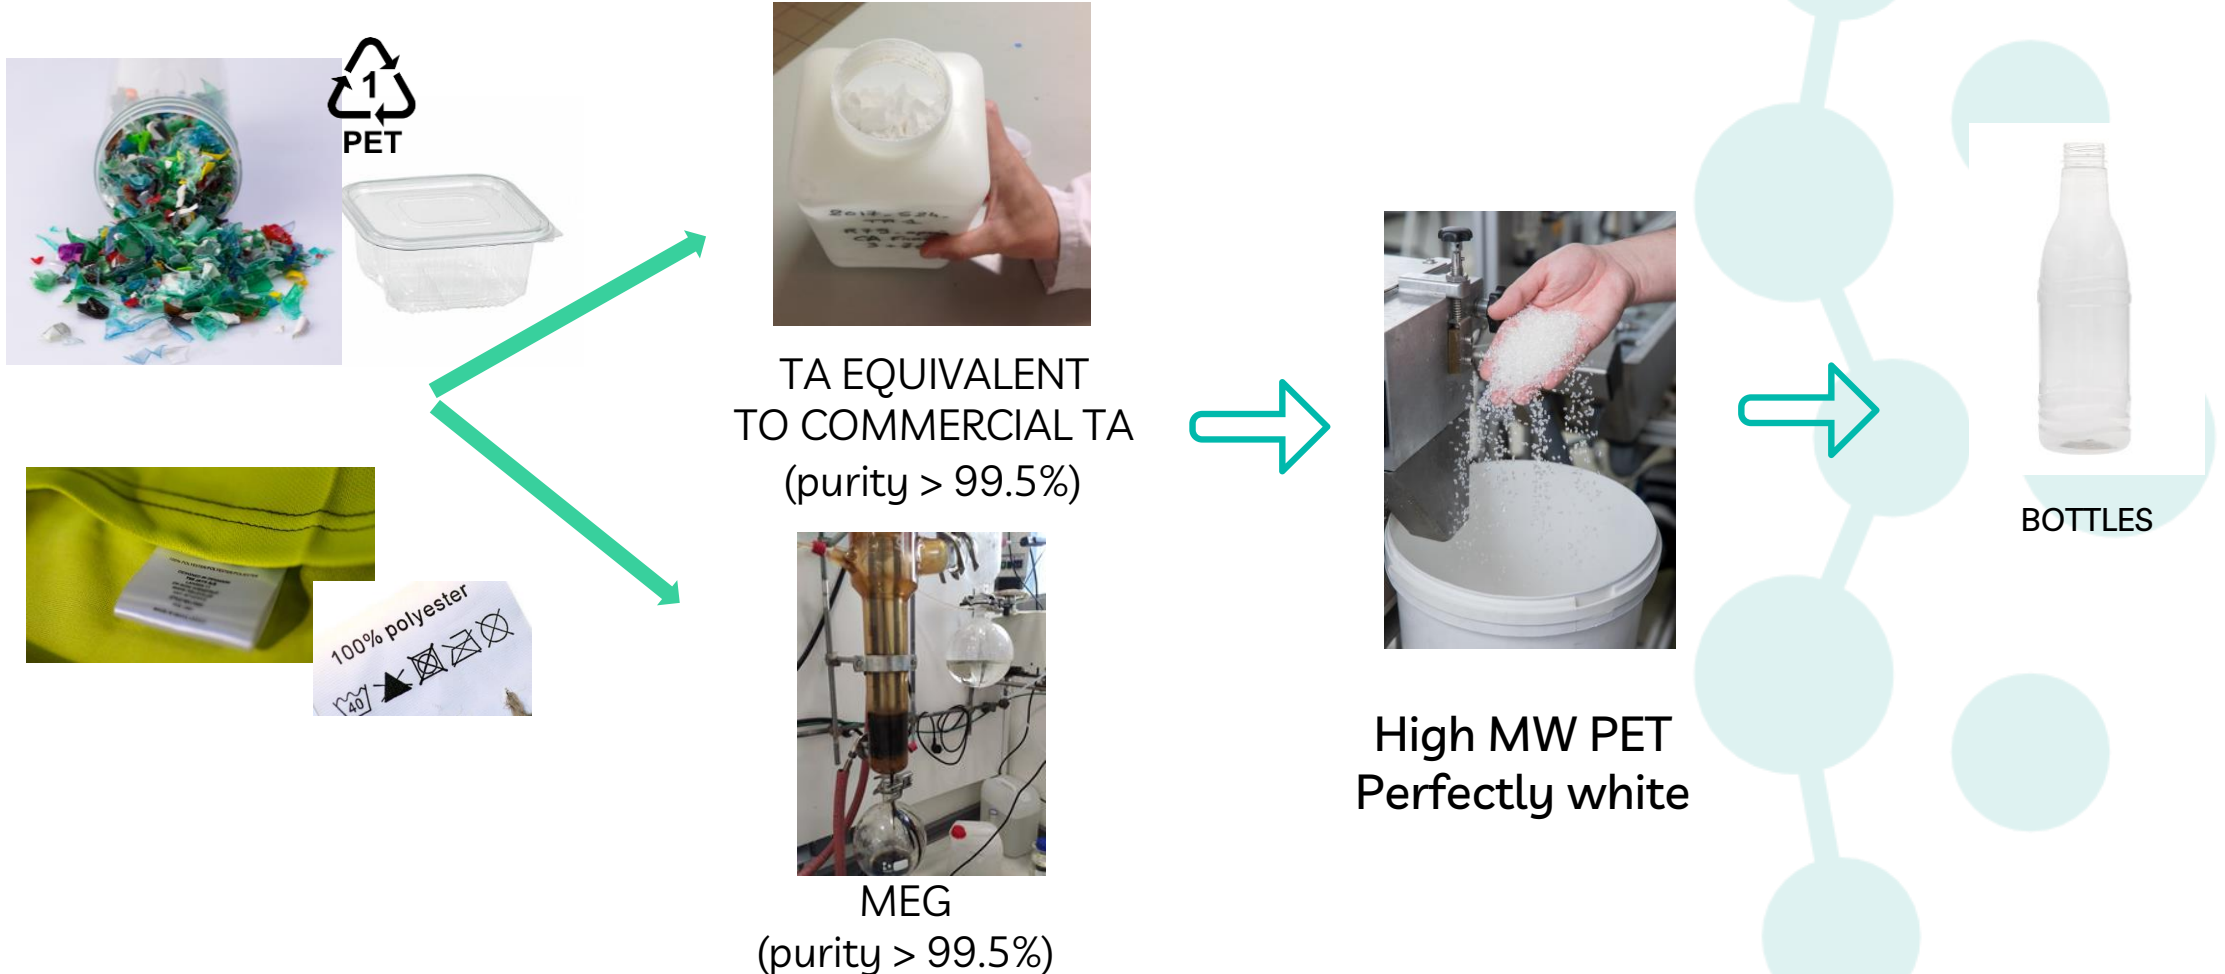 1
PET
100% polyester
40
TA EQUIVALENT
TO COMMERCIAL TA
(purity > 99.5%)
MEG
(purity > 99.5%)
High MW PET
Perfectly white
BOTTLES